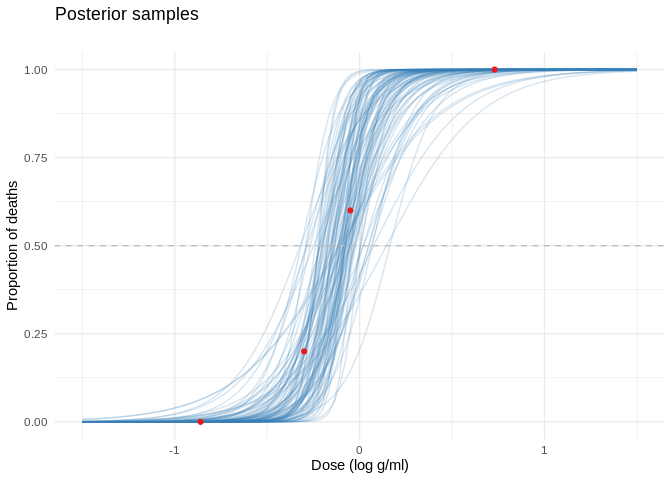 Posterior samples
1.00
0.75
0.50
0.25
0.00
Proportion of deaths
-1
0
1
Dose (log g/ml)